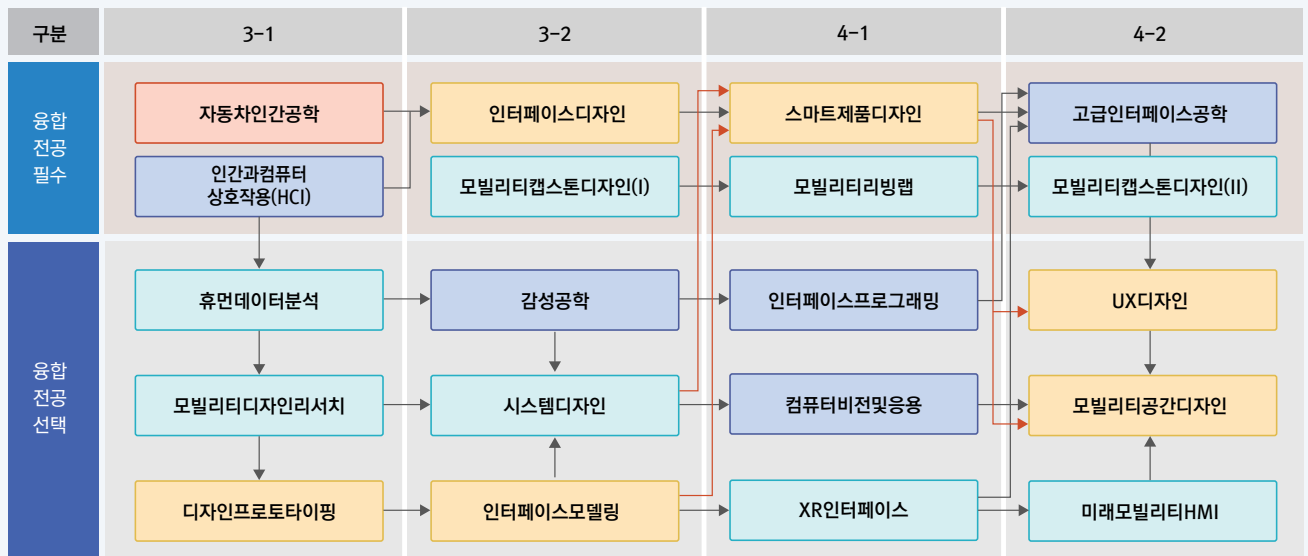 구분
3-1
3-2
4-1
4-2
융합
전공
필수
자동차인간공학
인터페이스디자인
스마트제품디자인
고급인터페이스공학
인간과컴퓨터
상호작용(HCI)
모빌리티캡스톤디자인(I)
모빌리티리빙랩
모빌리티캡스톤디자인(II)
융합
전공
선택
휴먼데이터분석
감성공학
인터페이스프로그래밍
UX디자인
모빌리티디자인리서치
시스템디자인
컴퓨터비전및응용
모빌리티공간디자인
디자인프로토타이핑
인터페이스모델링
XR인터페이스
미래모빌리티HMI